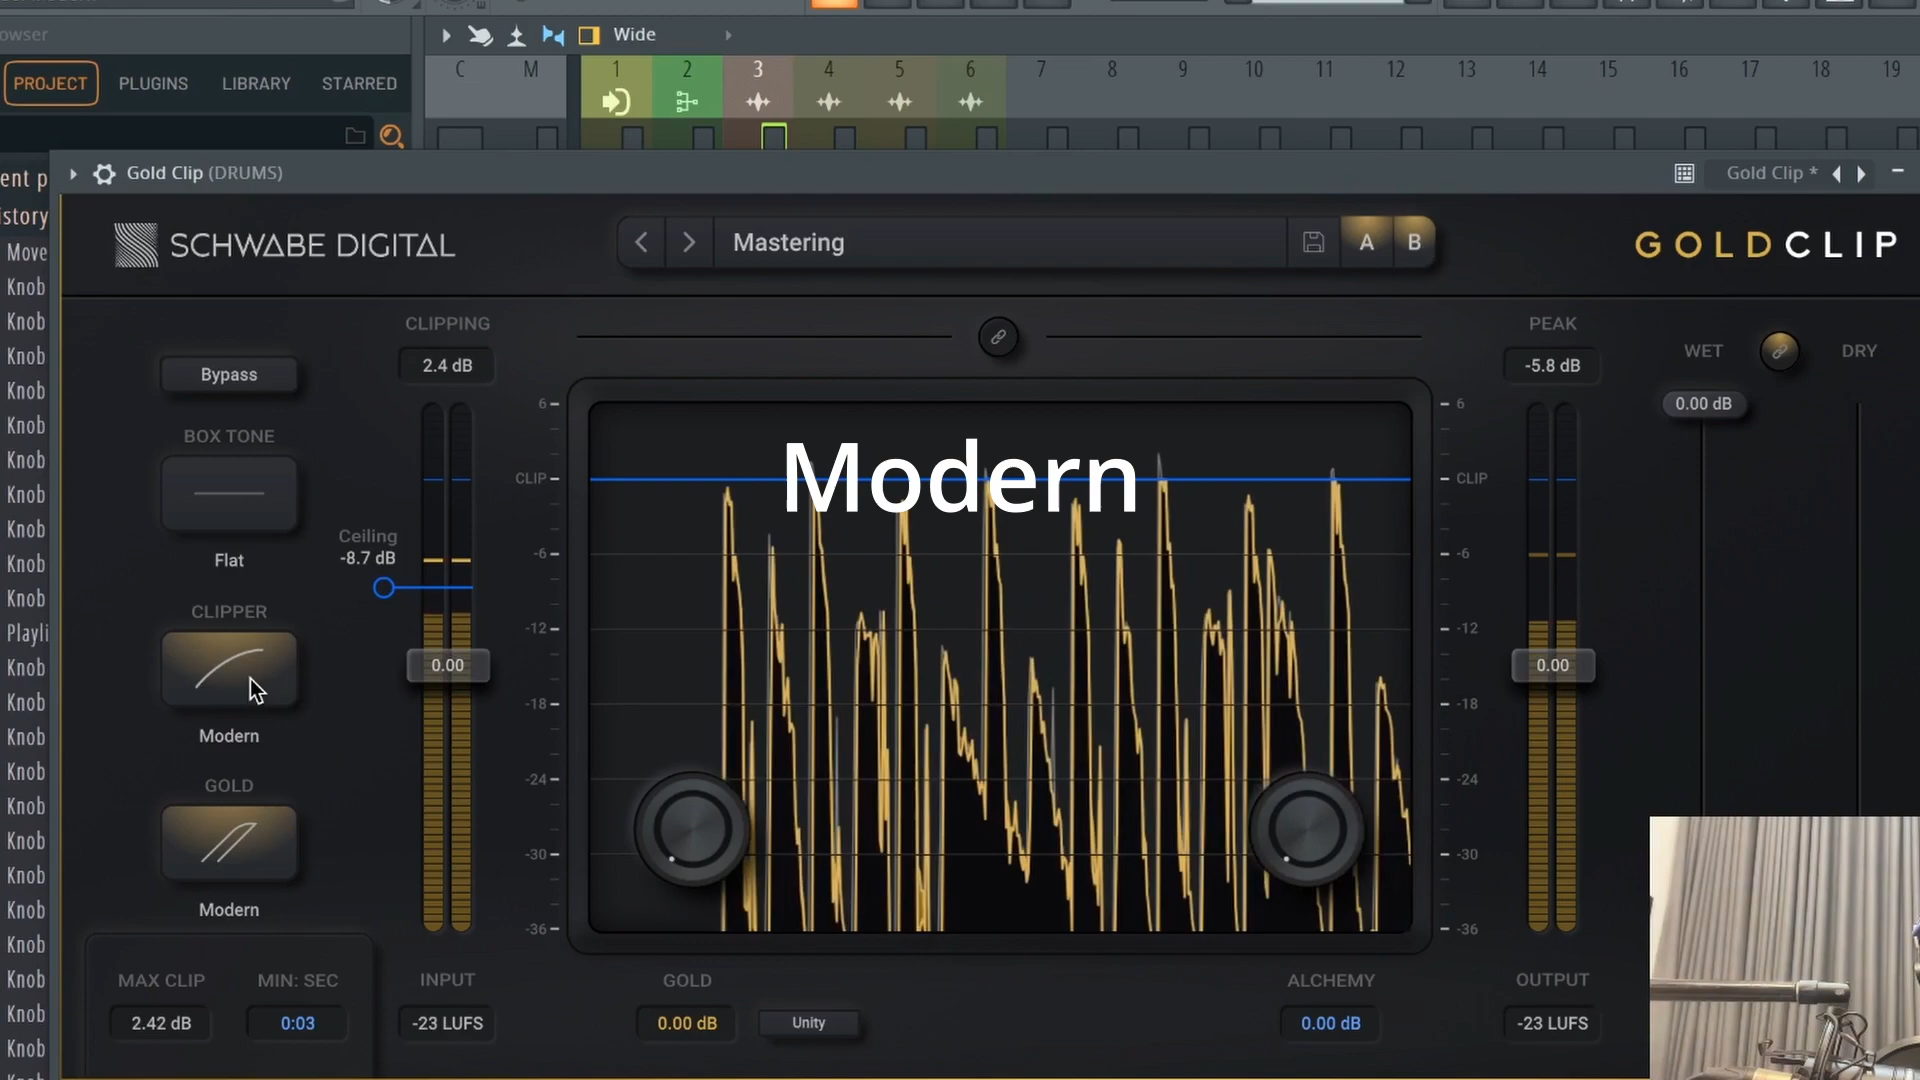 owser
Wide
PROJECT PLUGINS LIBRARY STARRED
C M 1 2 3 4 5 6 7 8 9 10 11 12 13 14 15 16 17 18 19
ent p
istory
Move
Knob
Knob
Knob
Knob
Knob
Knob
Knob
Knob
Knob
Knob
Playli
Knob
Knob
Knob
Knob
Knob
Knob
Knob
Knob
Knob
Knob
Knob
Knob
Gold Clip (DRUMS)
Gold Clip *
SCHWABE DIGITAL
Mastering
A B
GOLDCLIP
Bypass
BOX TONE
Flat
CLIPPER
Modern
GOLD
Modern
MAX CLIP MIN: SEC
2.42 dB 0:03
CLIPPING
2.4 dB
Ceiling
-8.7 dB
0.00
INPUT
-23 LUFS
6
CLIP
-6
-12
-18
-24
-30
-36
Modern
GOLD
0.00 dB
Unity
ALCHEMY
0.00 dB
6
CLIP
-6
-12
-18
-24
-30
-36
PEAK
-5.8 dB
0.00
OUTPUT
-23 LUFS
WET DRY
0.00 dB